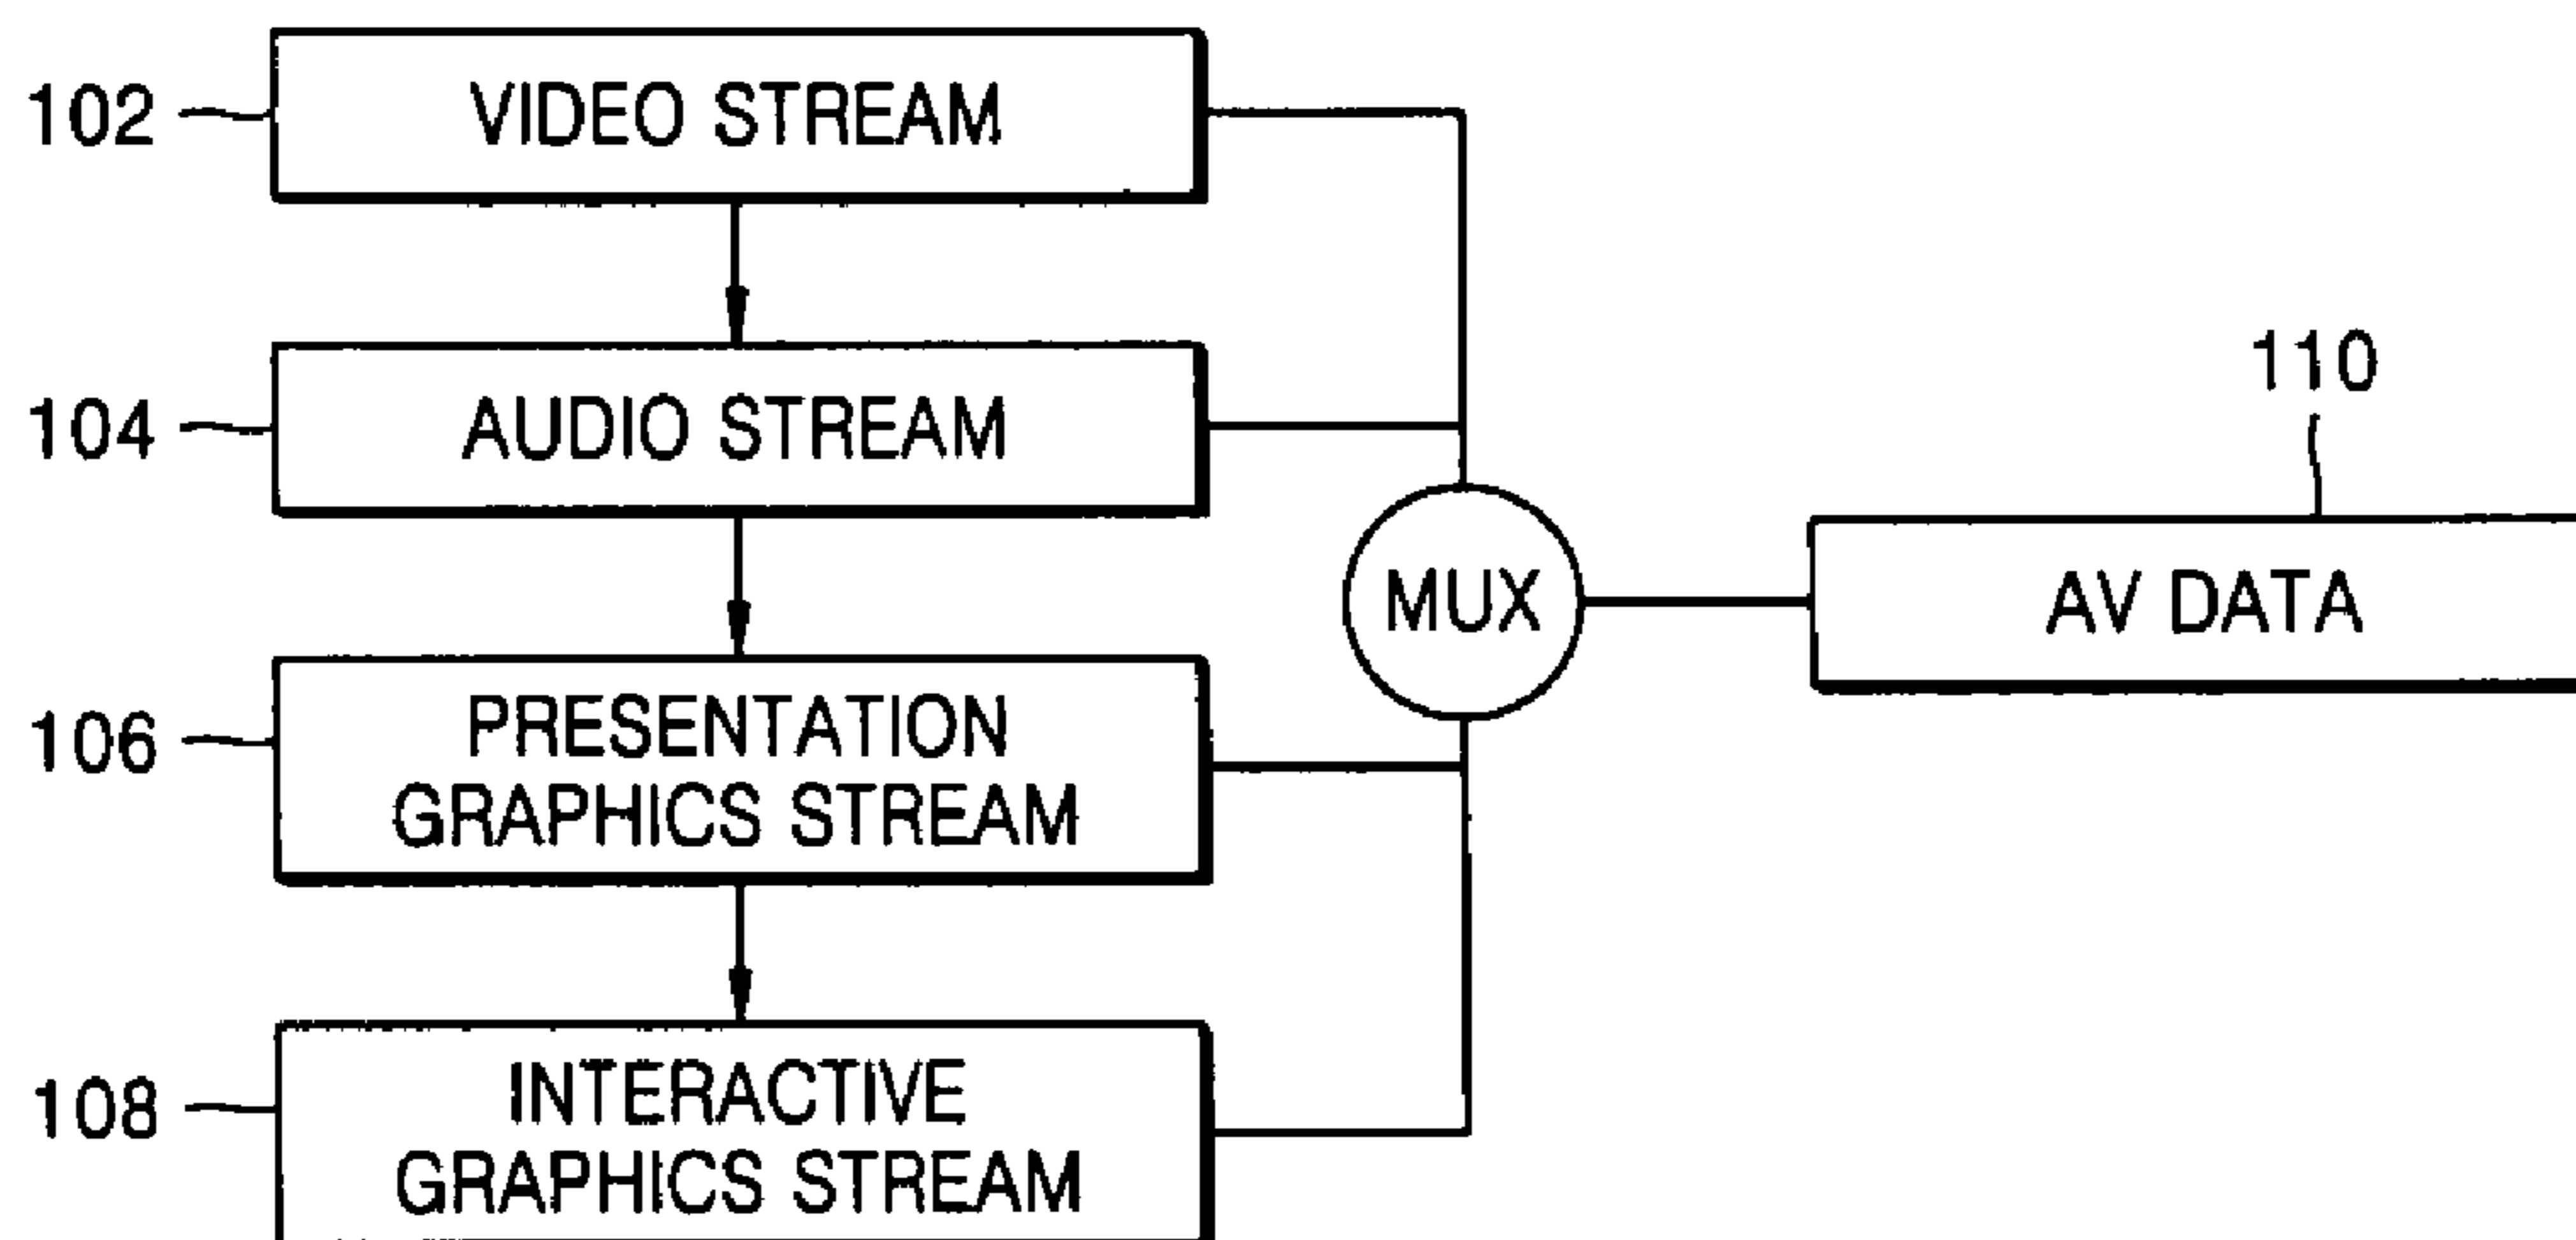 102
VIDEO STREAM
104
AUDIO STREAM
110
MUX
AV DATA
106
PRESENTATION
GRAPHICS STREAM
108
INTERACTIVE
GRAPHICS STREAM